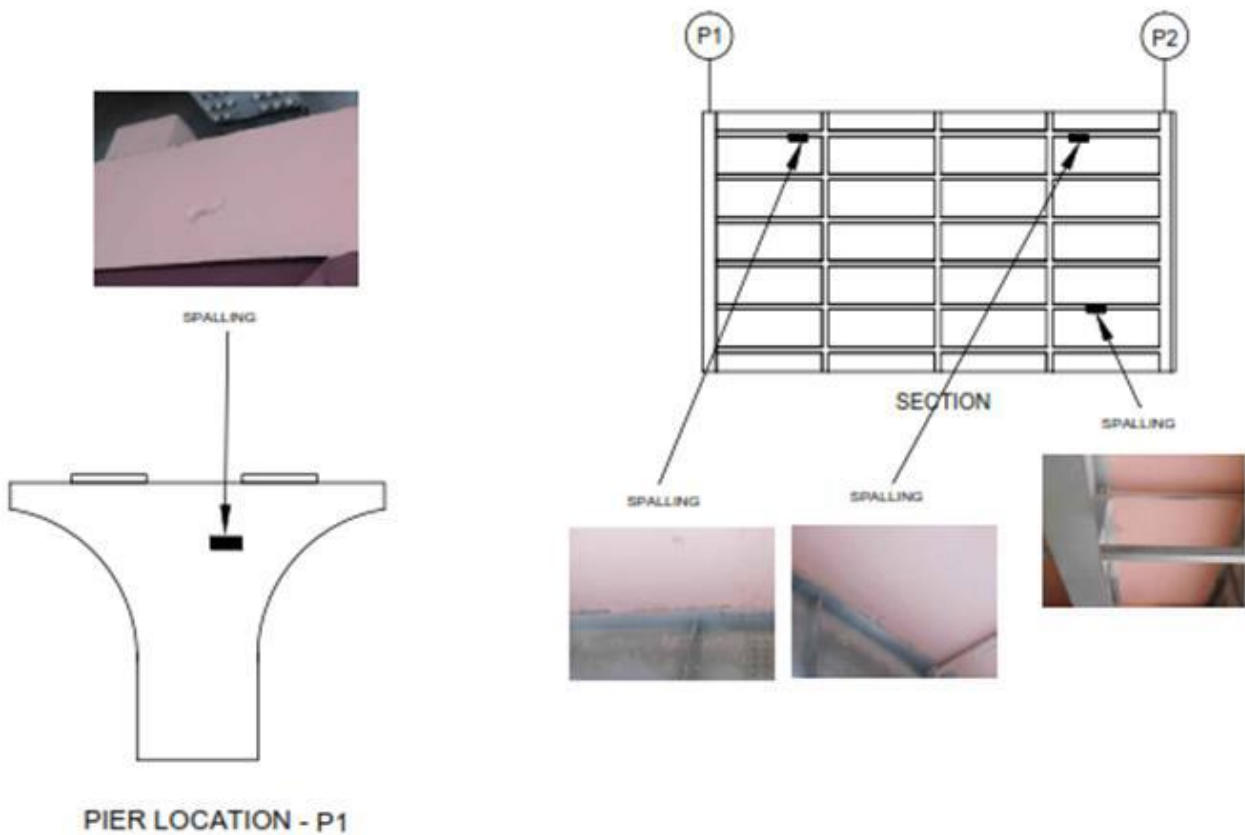 P1
P2
SPALLING
SECTION
SPALLING
SPALLING
SPALLING
PIER LOCATION - P1